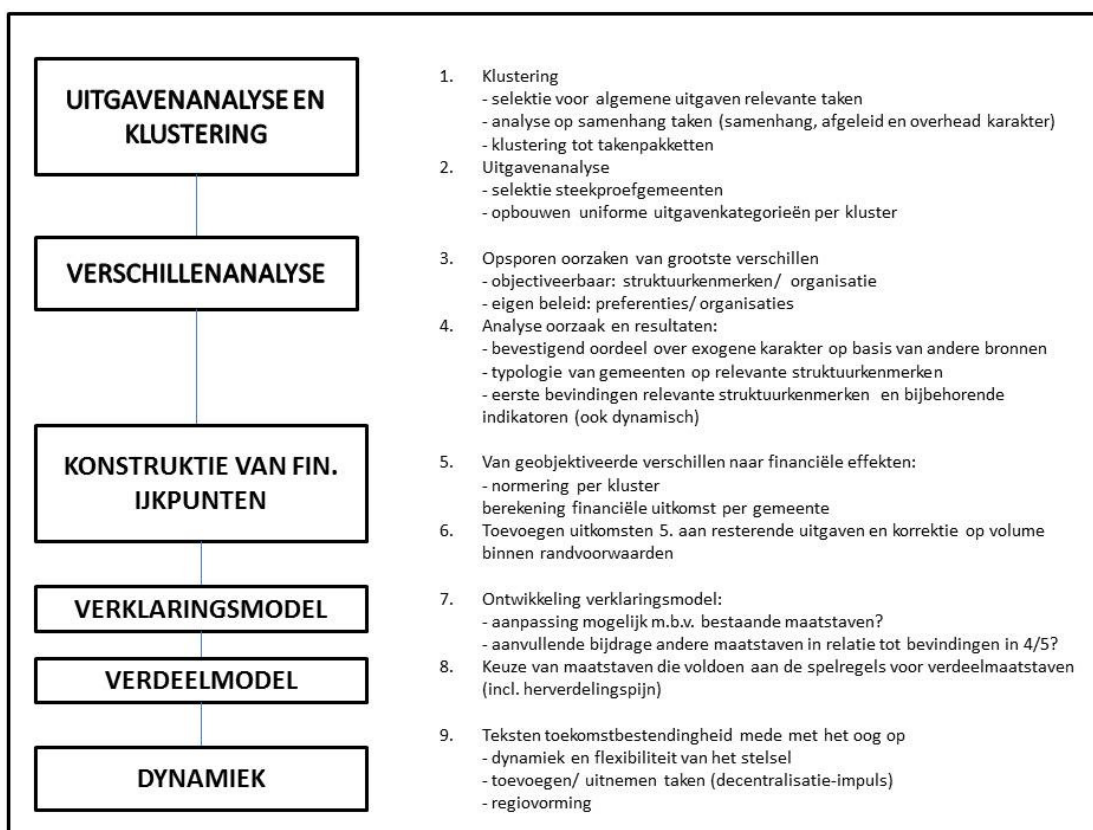 UITGAVENANALYSE EN
KLUSTERING
1. Klustering
- selektie voor algemene uitgaven relevante taken
- analyse op samenhang taken (samenhang, afgeleid en overhead karakter)
- klustering tot takenpakketten
2. Uitgavenanalyse
- selektie steekproefgemeenten
- opbouwen uniforme uitgavenkategorieën per kluster
VERSCHILLENANALYSE
3. Opsporen oorzaken van grootste verschillen
- objectiveerbaar: struktuurkenmerken/ organisatie
- eigen beleid: preferenties/ organisaties
4. Analyse oorzaak en resultaten:
- bevestigend oordeel over exogene karakter op basis van andere bronnen
- typologie van gemeenten op relevante struktuurkenmerken
- eerste bevindingen relevante struktuurkenmerken en bijbehorende
indikatoren (ook dynamisch)
KONSTRUKTIE VAN FIN.
IJKPUNTEN
5. Van geobjektiveerde verschillen naar financiële effekten:
- normering per kluster
berekening financiële uitkomst per gemeente
6. Toevoegen uitkomsten 5. aan resterende uitgaven en korrektie op volume
binnen randvoorwaarden
VERKLARINGSMODEL
7. Ontwikkeling verklaringsmodel:
- aanpassing mogelijk m.b.v. bestaande maatstaven?
- aanvullende bijdrage andere maatstaven in relatie tot bevindingen in 4/5?
VERDEELMODEL
8. Keuze van maatstaven die voldoen aan de spelregels voor verdeelmaatstaven
(incl. herverdelingspijn)
DYNAMIEK
9. Teksten toekomstbestendingheid mede met het oog op
- dynamiek en flexibiliteit van het stelsel
- toevoegen/ uitnemen taken (decentralisatie-impuls)
- regiovorming